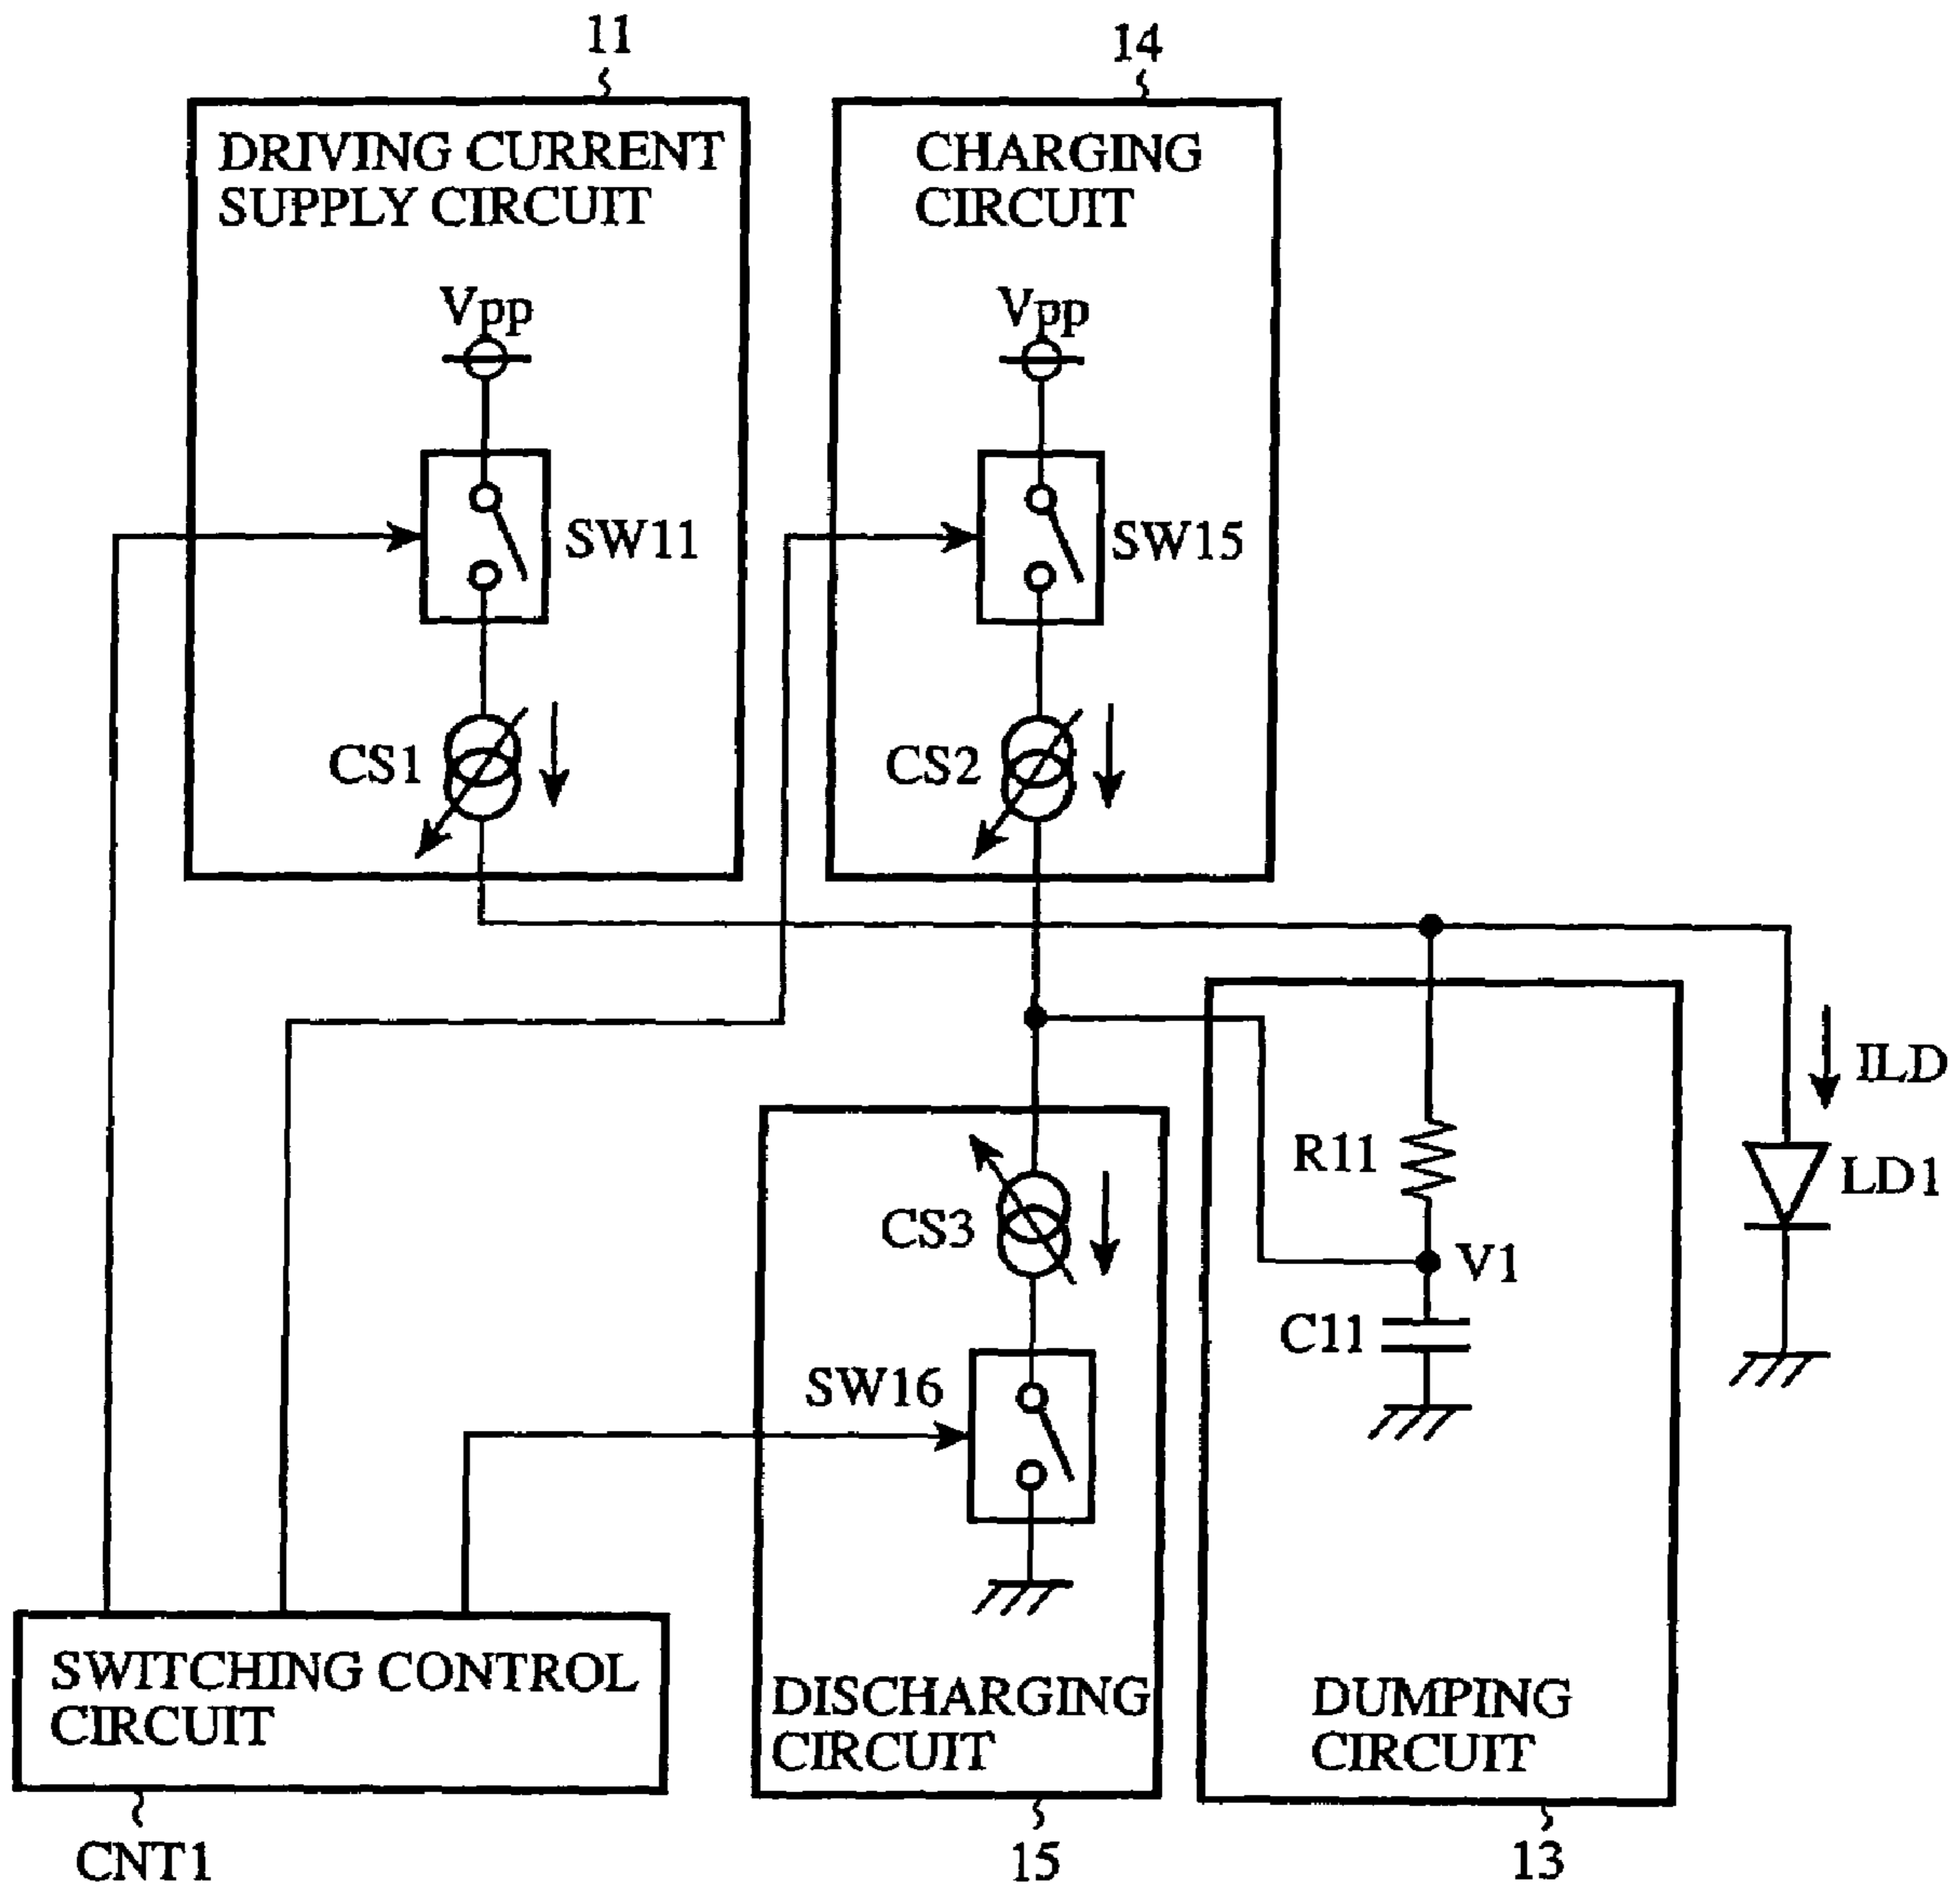 11
14
DRIVING CURRENT
SUPPLY CIRCUIT
CHARGING
CIRCUIT
Vpp
Vpp
SW11
SW15
CS1
CS2
ILD
R11
LD1
CS3
V1
C11
SW16
SWITCHING CONTROL
CIRCUIT
DISCHARGING
CIRCUIT
DUMPING
CIRCUIT
CNT1
15
13